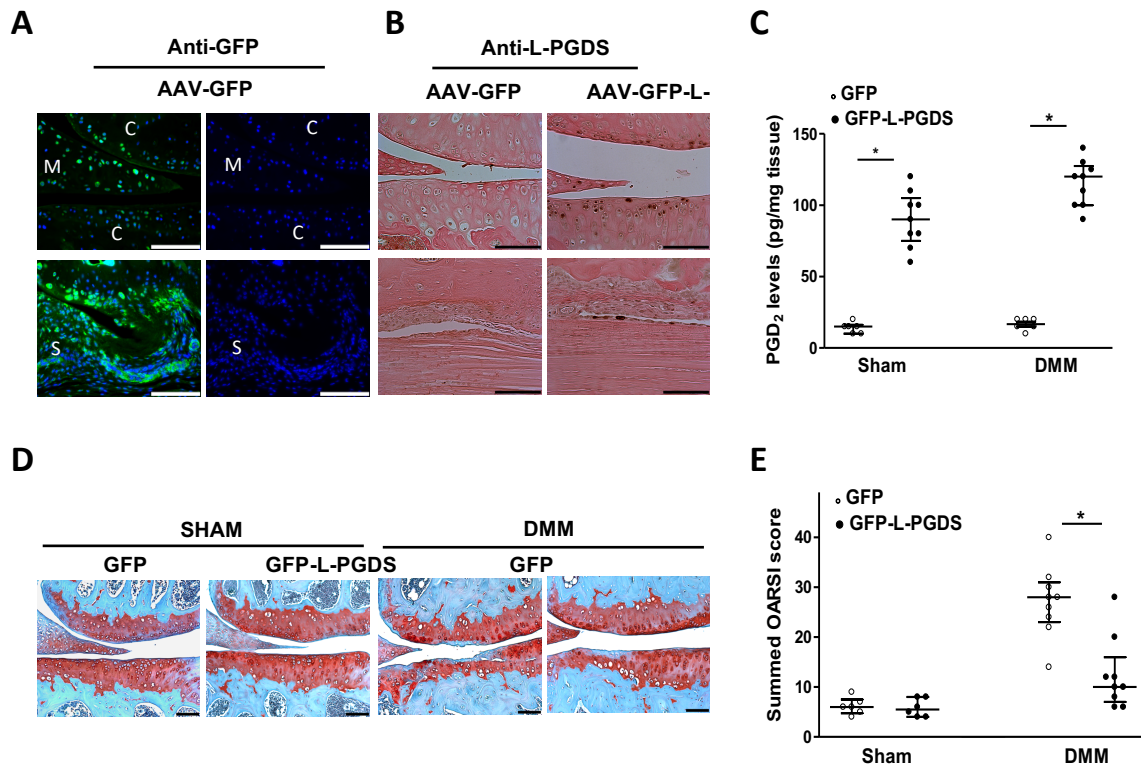 A
Anti-GFP
AAV-GFP
C
C
M
M
C
C
S
S
B
Anti-L-PGDS
AAV-GFP
AAV-GFP-L-
C
GFP
GFP-L-PGDS
PGD₂ levels (pg/mg tissue)
150
100
50
0
*
*
Sham
DMM
D
SHAM
DMM
GFP
GFP-L-PGDS
GFP
E
GFP
GFP-L-PGDS
Summed OARSI score
40
30
20
10
0
*
Sham
DMM